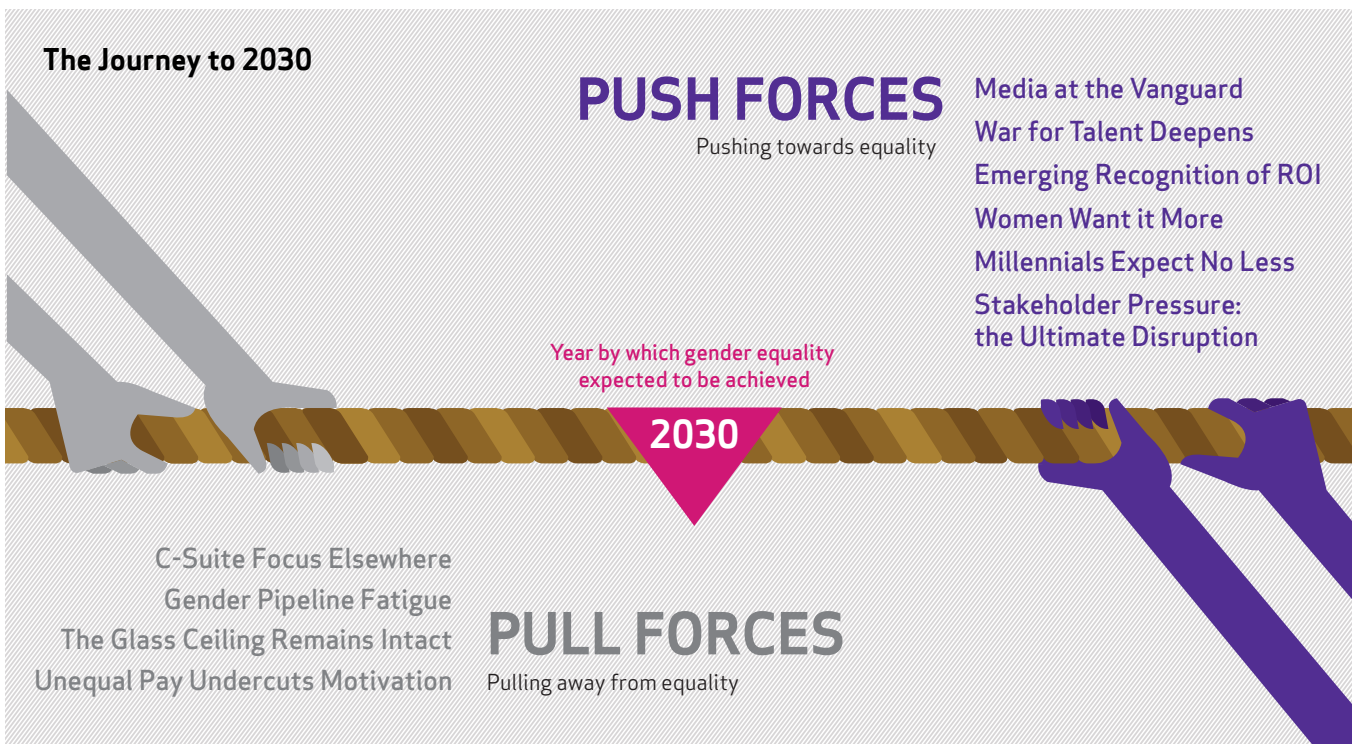 The Journey to 2030
PUSH FORCES
Pushing towards equality
Media at the Vanguard
War for Talent Deepens
Emerging Recognition of ROI
Women Want it More
Millennials Expect No Less
Stakeholder Pressure:
the Ultimate Disruption
Year by which gender equality
expected to be achieved
2030
C-Suite Focus Elsewhere
Gender Pipeline Fatigue
The Glass Ceiling Remains Intact
Unequal Pay Undercuts Motivation
PULL FORCES
Pulling away from equality